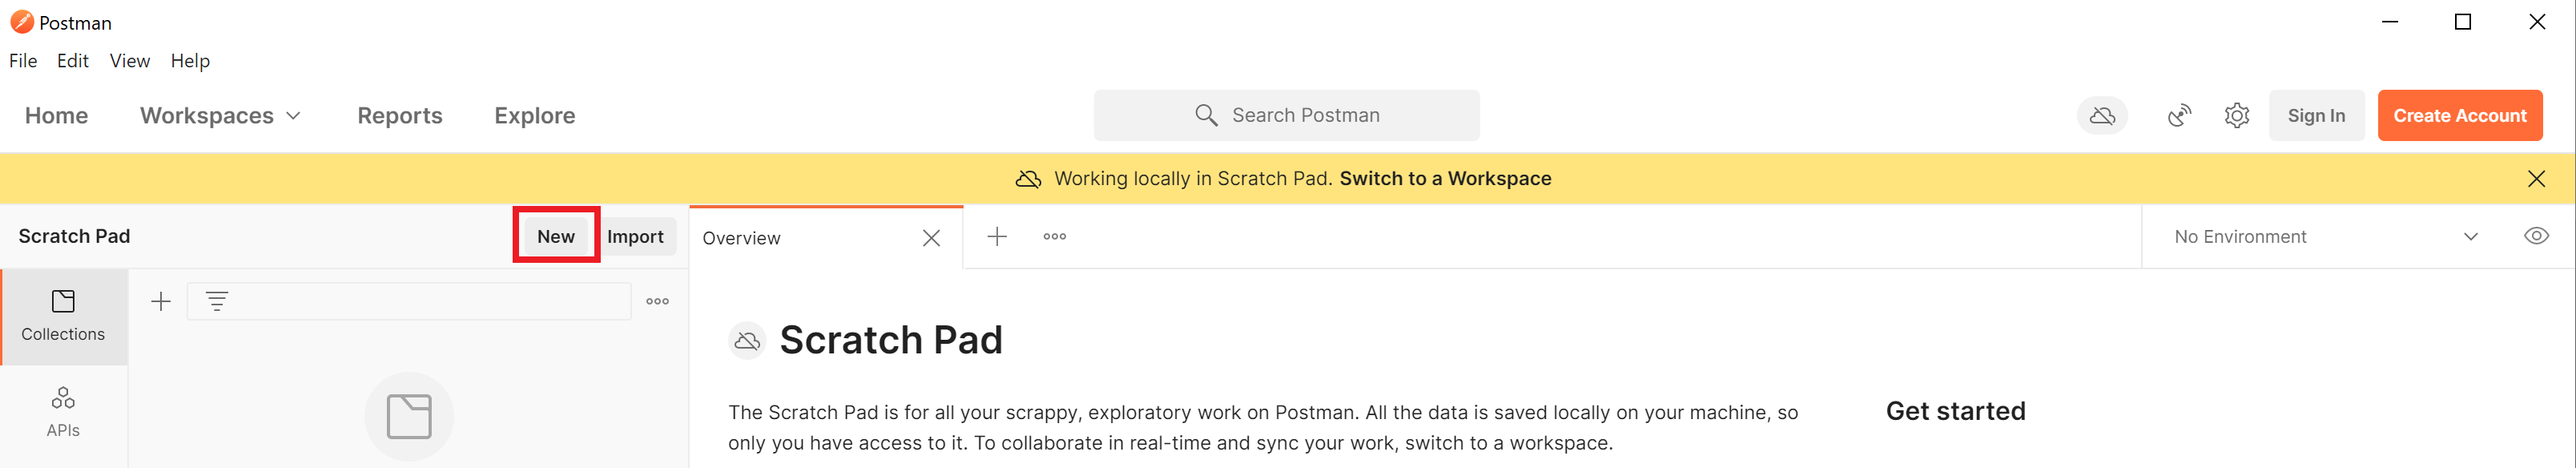 Postman
File Edit View Help
Home Workspaces Reports Explore Search Postman Sign In Create Account
Working locally in Scratch Pad. Switch to a Workspace
Scratch Pad New Import Overview No Environment
Collections
APIs
Scratch Pad
The Scratch Pad is for all your scrappy, exploratory work on Postman. All the data is saved locally on your machine, so
only you have access to it. To collaborate in real-time and sync your work, switch to a workspace.
Get started